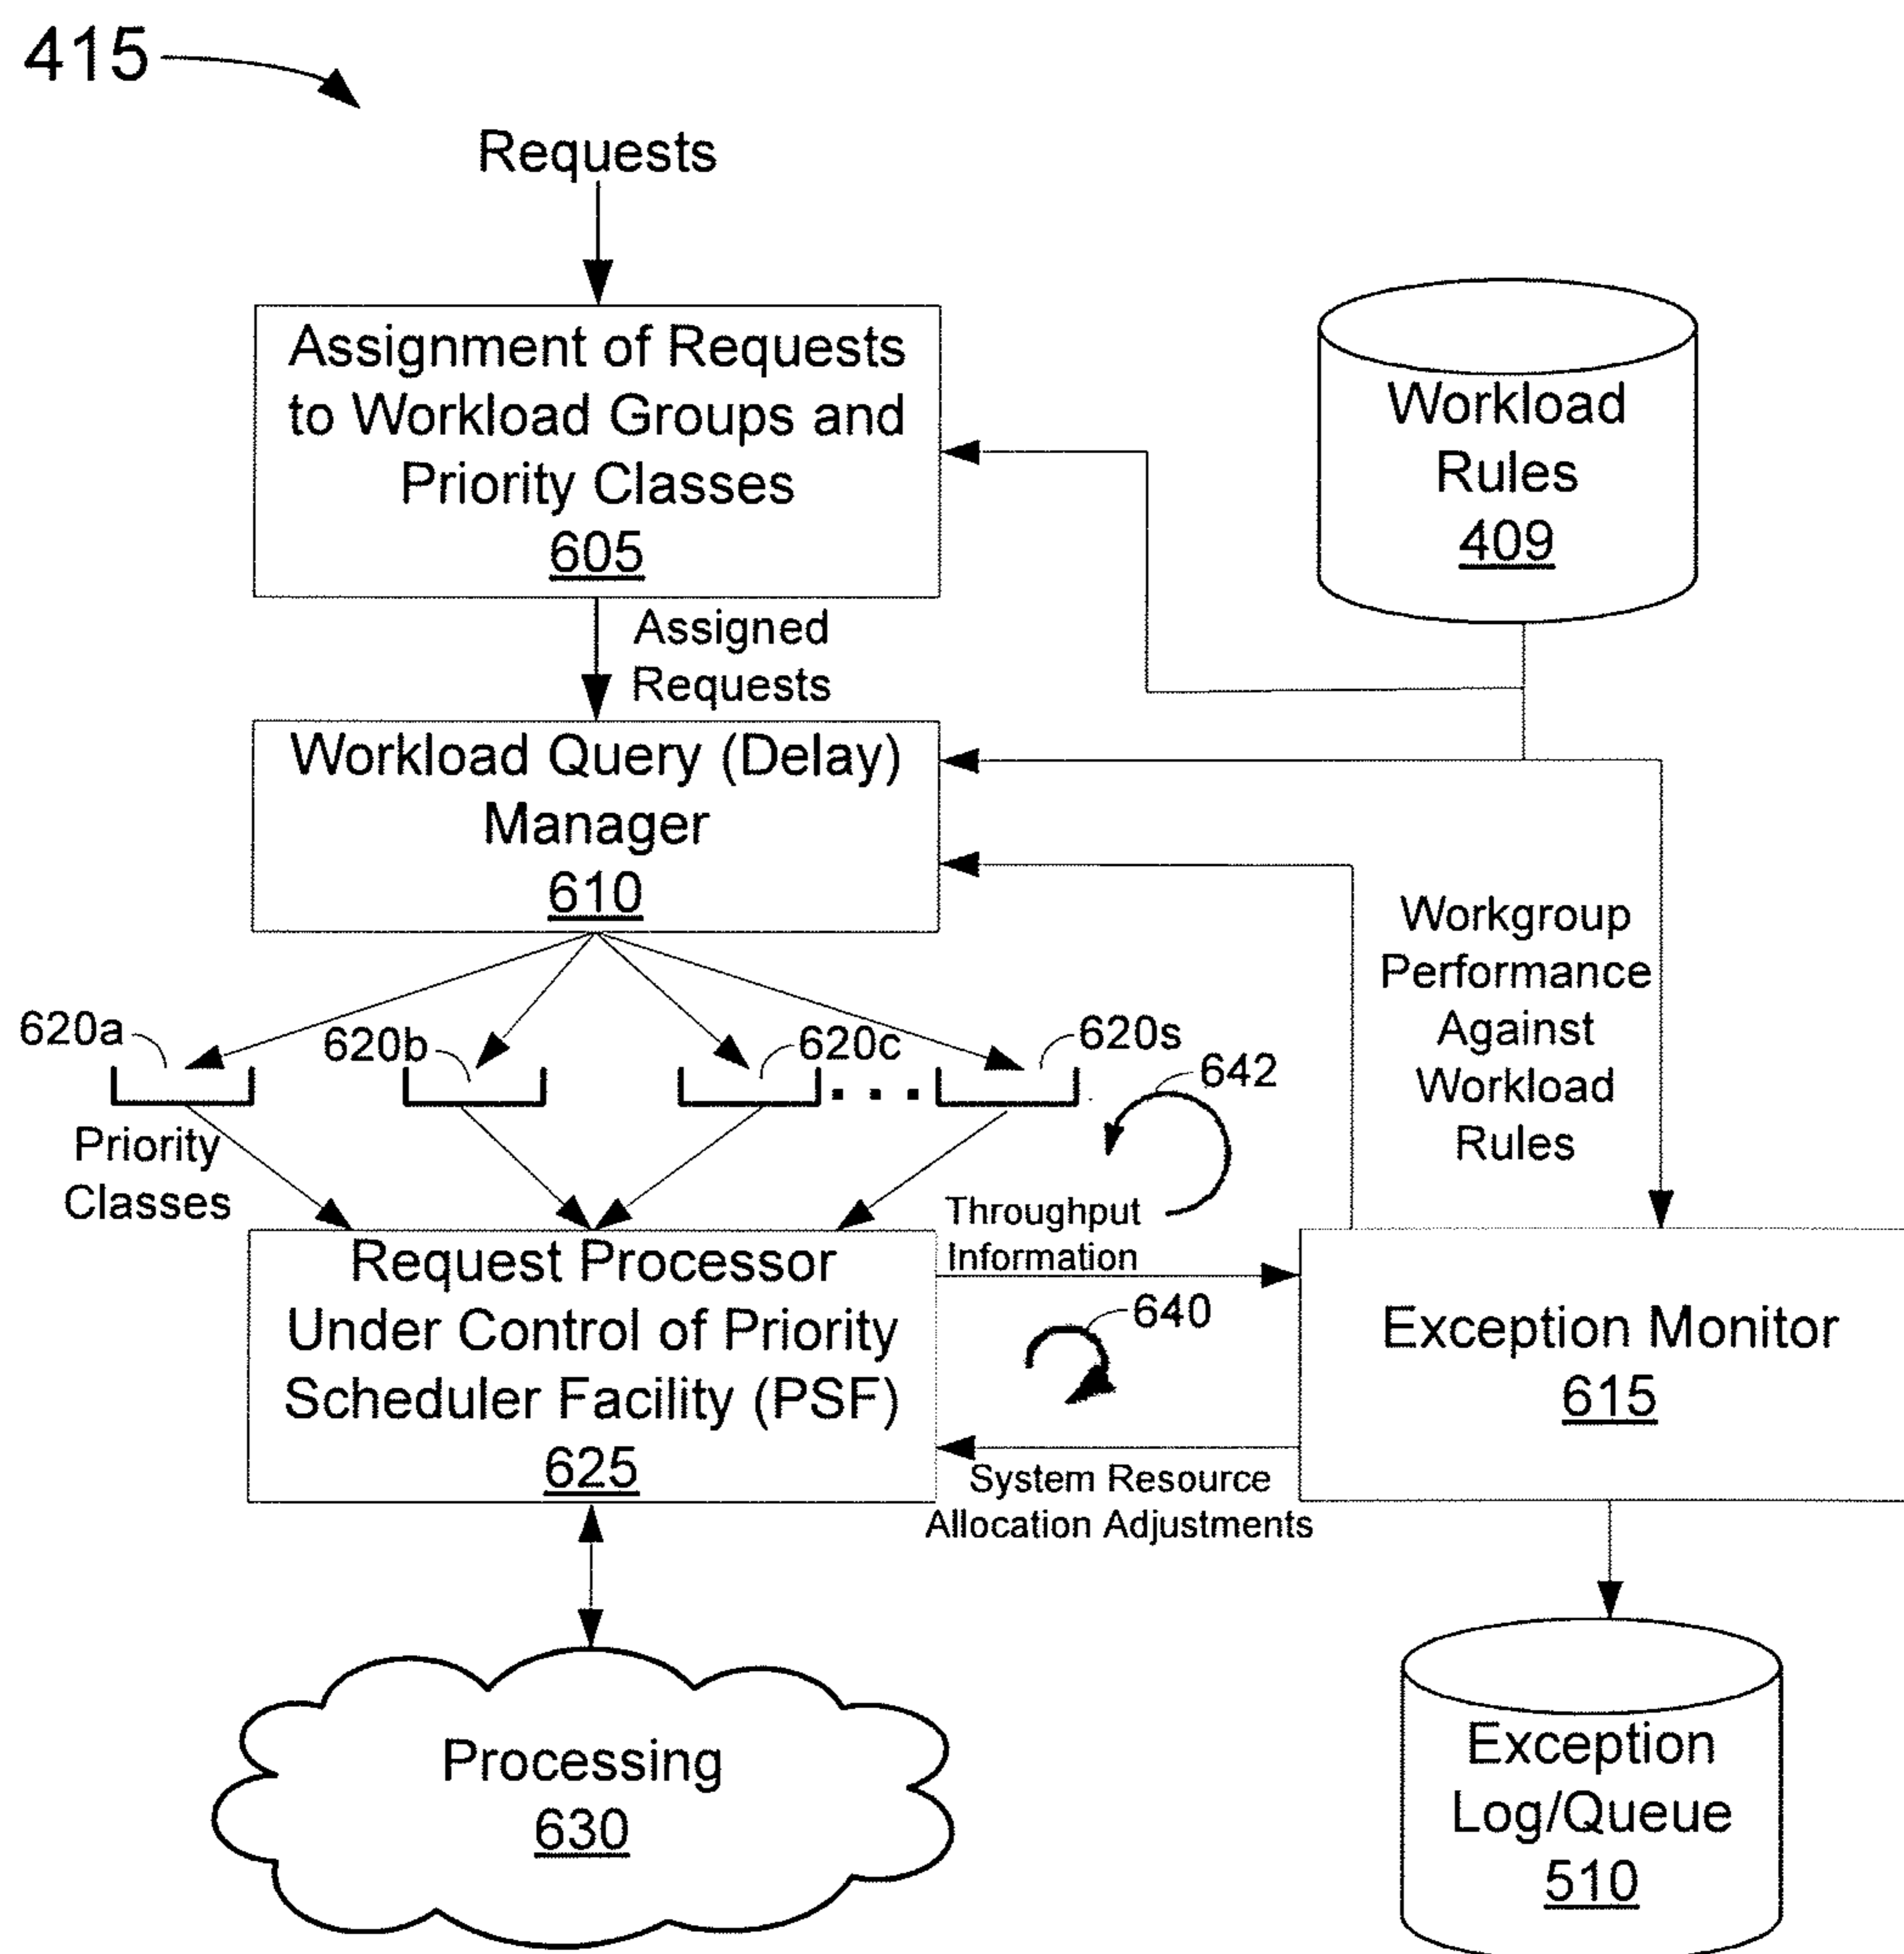 415
Requests
Assignment of Requests
to Workload Groups and
Priority Classes
605
Workload
Rules
409
Assigned
Requests
Workload Query (Delay)
Manager
610
Workgroup
Performance
Against
Workload
Rules
620a
620b
620c
620s
. . .
642
Priority
Classes
Throughput
Information
Request Processor
Under Control of Priority
Scheduler Facility (PSF)
625
640
Exception Monitor
615
System Resource
Allocation Adjustments
Processing
630
Exception
Log/Queue
510